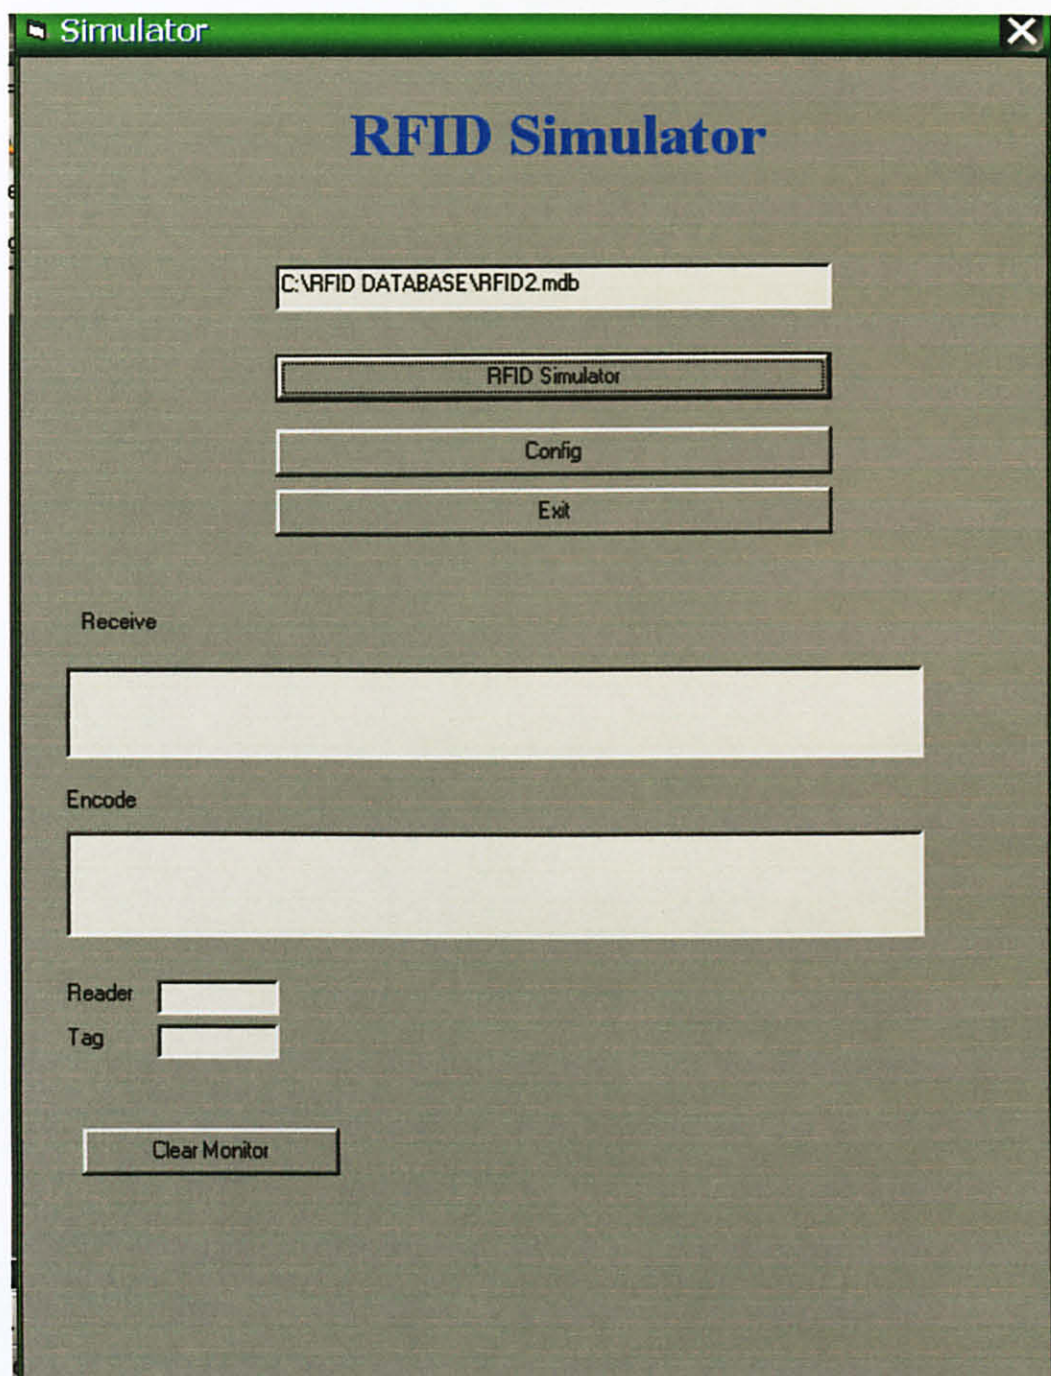 Simulator
RFID Simulator
C:\RFID DATABASE\RFID2.mdb
RFID Simulator
Config
Exit
Receive
Encode
Reader
Tag
Clear Monitor